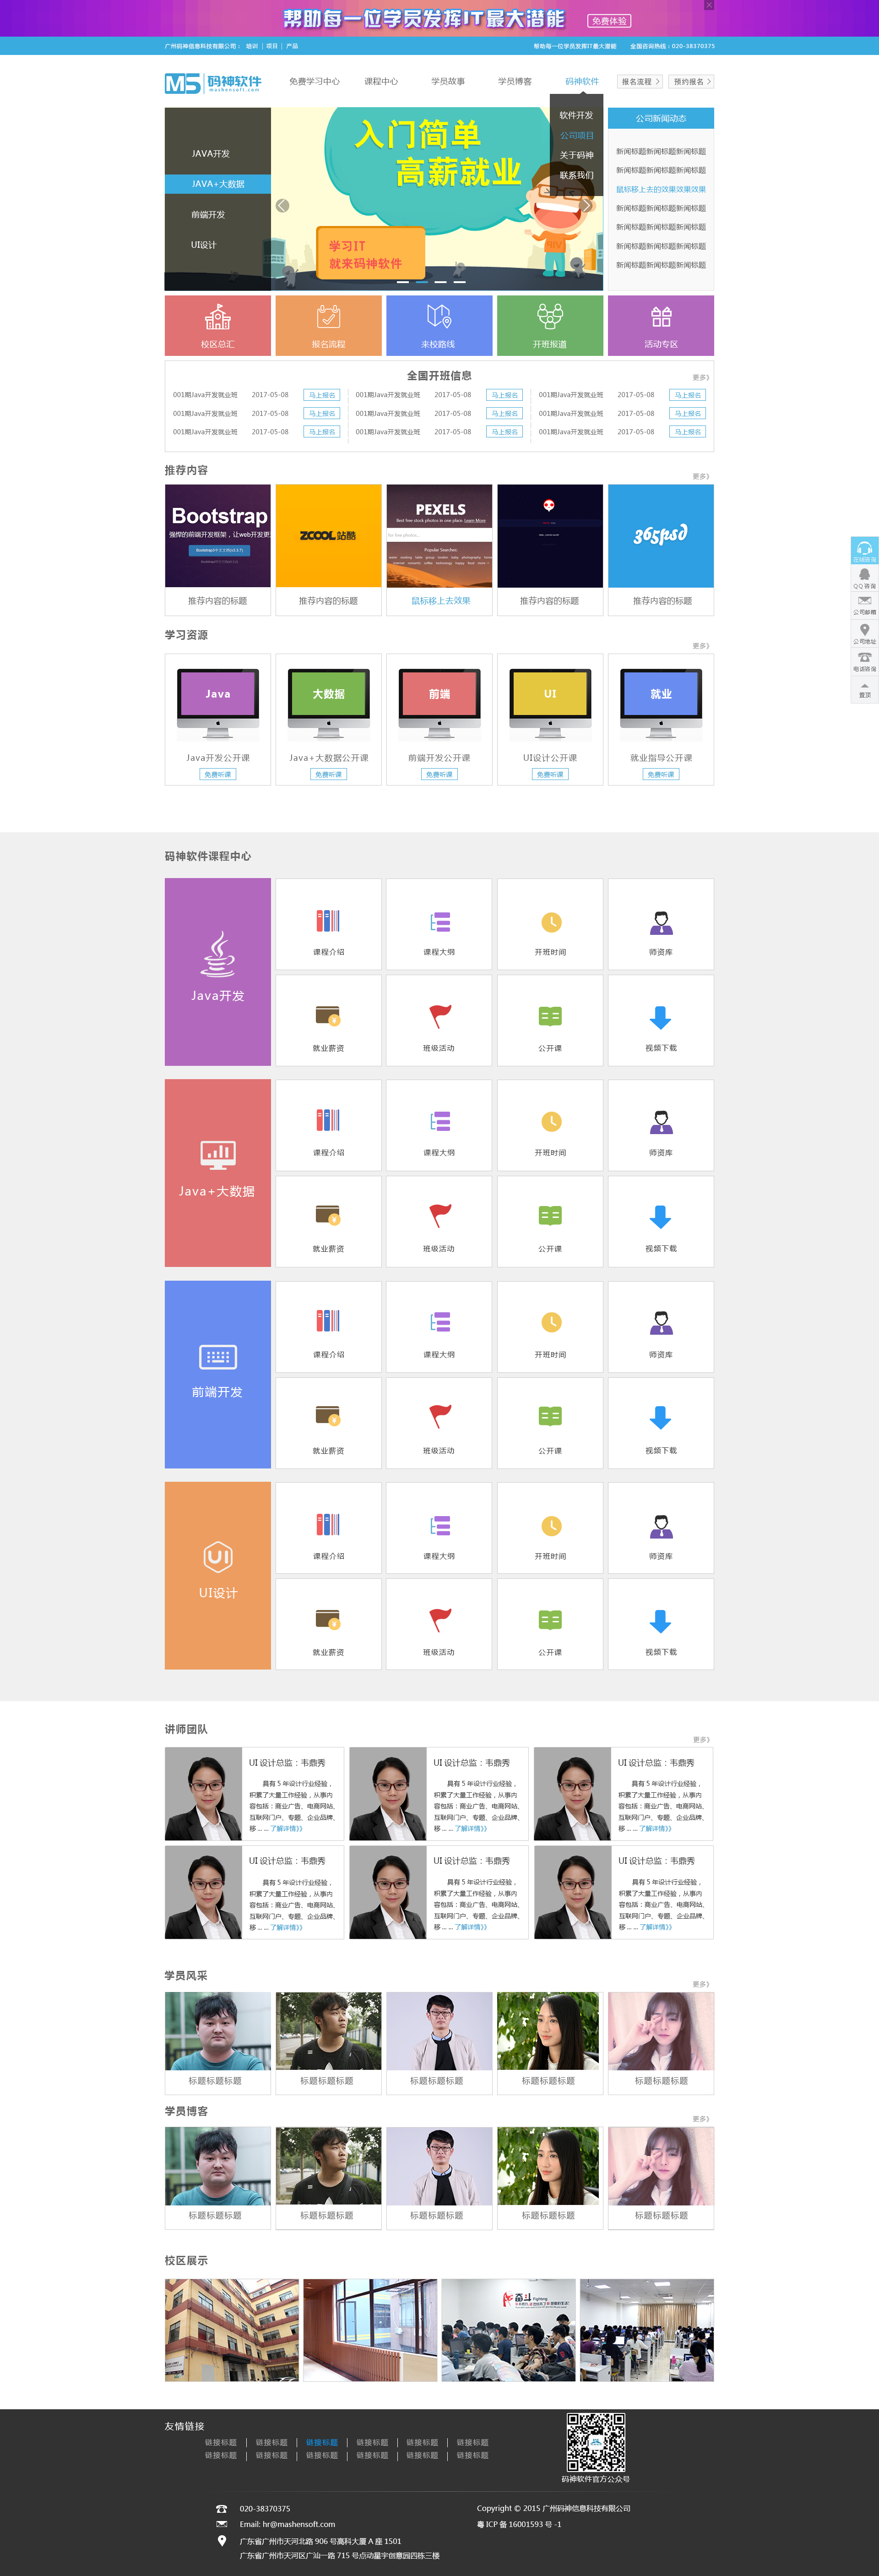 帮助每一位学员发挥IT最大潜能 免费体验
广州码神信息科技有限公司： 培训 | 项目 | 产品 帮助每一位学员发挥IT最大潜能 全国咨询热线：020-38370375
MS 码神软件 mashensoft.com 免费学习中心 课程中心 学员故事 学员博客 码神软件 报名流程 预约报名
软件开发
公司项目
关于码神
联系我们
JAVA开发
JAVA+大数据
前端开发
UI设计
入门简单
高薪就业
学习IT
就来码神软件
公司新闻动态
新闻标题新闻标题新闻标题
新闻标题新闻标题新闻标题
鼠标移上去的效果效果效果
新闻标题新闻标题新闻标题
新闻标题新闻标题新闻标题
新闻标题新闻标题新闻标题
新闻标题新闻标题新闻标题
校区总汇 报名流程 来校路线 开班报道 活动专区
全国开班信息 更多》
001期Java开发就业班 2017-05-08 马上报名 001期Java开发就业班 2017-05-08 马上报名 001期Java开发就业班 2017-05-08 马上报名
001期Java开发就业班 2017-05-08 马上报名 001期Java开发就业班 2017-05-08 马上报名 001期Java开发就业班 2017-05-08 马上报名
001期Java开发就业班 2017-05-08 马上报名 001期Java开发就业班 2017-05-08 马上报名 001期Java开发就业班 2017-05-08 马上报名
推荐内容 更多》
Bootstrap
强悍的前端开发框架，让web开发更
ZCOOL 站酷
PEXELS
Best free stock photos in one place. Learn More
Popular Searches
365psd
推荐内容的标题 推荐内容的标题 鼠标移上去效果 推荐内容的标题 推荐内容的标题
在线咨询
QQ咨询
公司邮箱
公司地址
电话咨询
置顶
学习资源 更多》
Java 大数据 前端 UI 就业
Java开发公开课 Java+大数据公开课 前端开发公开课 UI设计公开课 就业指导公开课
免费听课 免费听课 免费听课 免费听课 免费听课
码神软件课程中心
Java开发
课程介绍 课程大纲 开班时间 师资库
就业薪资 班级活动 公开课 视频下载
Java+大数据
课程介绍 课程大纲 开班时间 师资库
就业薪资 班级活动 公开课 视频下载
前端开发
课程介绍 课程大纲 开班时间 师资库
就业薪资 班级活动 公开课 视频下载
UI
UI设计
课程介绍 课程大纲 开班时间 师资库
就业薪资 班级活动 公开课 视频下载
讲师团队 更多》
UI 设计总监：韦鼎秀 UI 设计总监：韦鼎秀 UI 设计总监：韦鼎秀
具有 5 年设计行业经验， 具有 5 年设计行业经验， 具有 5 年设计行业经验，
积累了大量工作经验，从事内 积累了大量工作经验，从事内 积累了大量工作经验，从事内
容包括：商业广告、电商网站、 容包括：商业广告、电商网站、 容包括：商业广告、电商网站、
互联网门户、专题、企业品牌、 互联网门户、专题、企业品牌、 互联网门户、专题、企业品牌、
移 ... ... 了解详情》 移 ... ... 了解详情》 移 ... ... 了解详情》
UI 设计总监：韦鼎秀 UI 设计总监：韦鼎秀 UI 设计总监：韦鼎秀
具有 5 年设计行业经验， 具有 5 年设计行业经验， 具有 5 年设计行业经验，
积累了大量工作经验，从事内 积累了大量工作经验，从事内 积累了大量工作经验，从事内
容包括：商业广告、电商网站、 容包括：商业广告、电商网站、 容包括：商业广告、电商网站、
互联网门户、专题、企业品牌、 互联网门户、专题、企业品牌、 互联网门户、专题、企业品牌、
移 ... ... 了解详情》 移 ... ... 了解详情》 移 ... ... 了解详情》
学员风采 更多》
标题标题标题 标题标题标题 标题标题标题 标题标题标题 标题标题标题
学员博客 更多》
标题标题标题 标题标题标题 标题标题标题 标题标题标题 标题标题标题
校区展示
奋斗 Fighting
友情链接
链接标题 | 链接标题 | 链接标题 | 链接标题 | 链接标题 | 链接标题
链接标题 | 链接标题 | 链接标题 | 链接标题 | 链接标题 | 链接标题
码神软件官方公众号
020-38370375 Copyright © 2015 广州码神信息科技有限公司
Email: hr@mashensoft.com 粤 ICP 备 16001593 号 -1
广东省广州市天河北路 906 号高科大厦 A 座 1501
广东省广州市天河区广汕一路 715 号点动星宇创意园四栋三楼